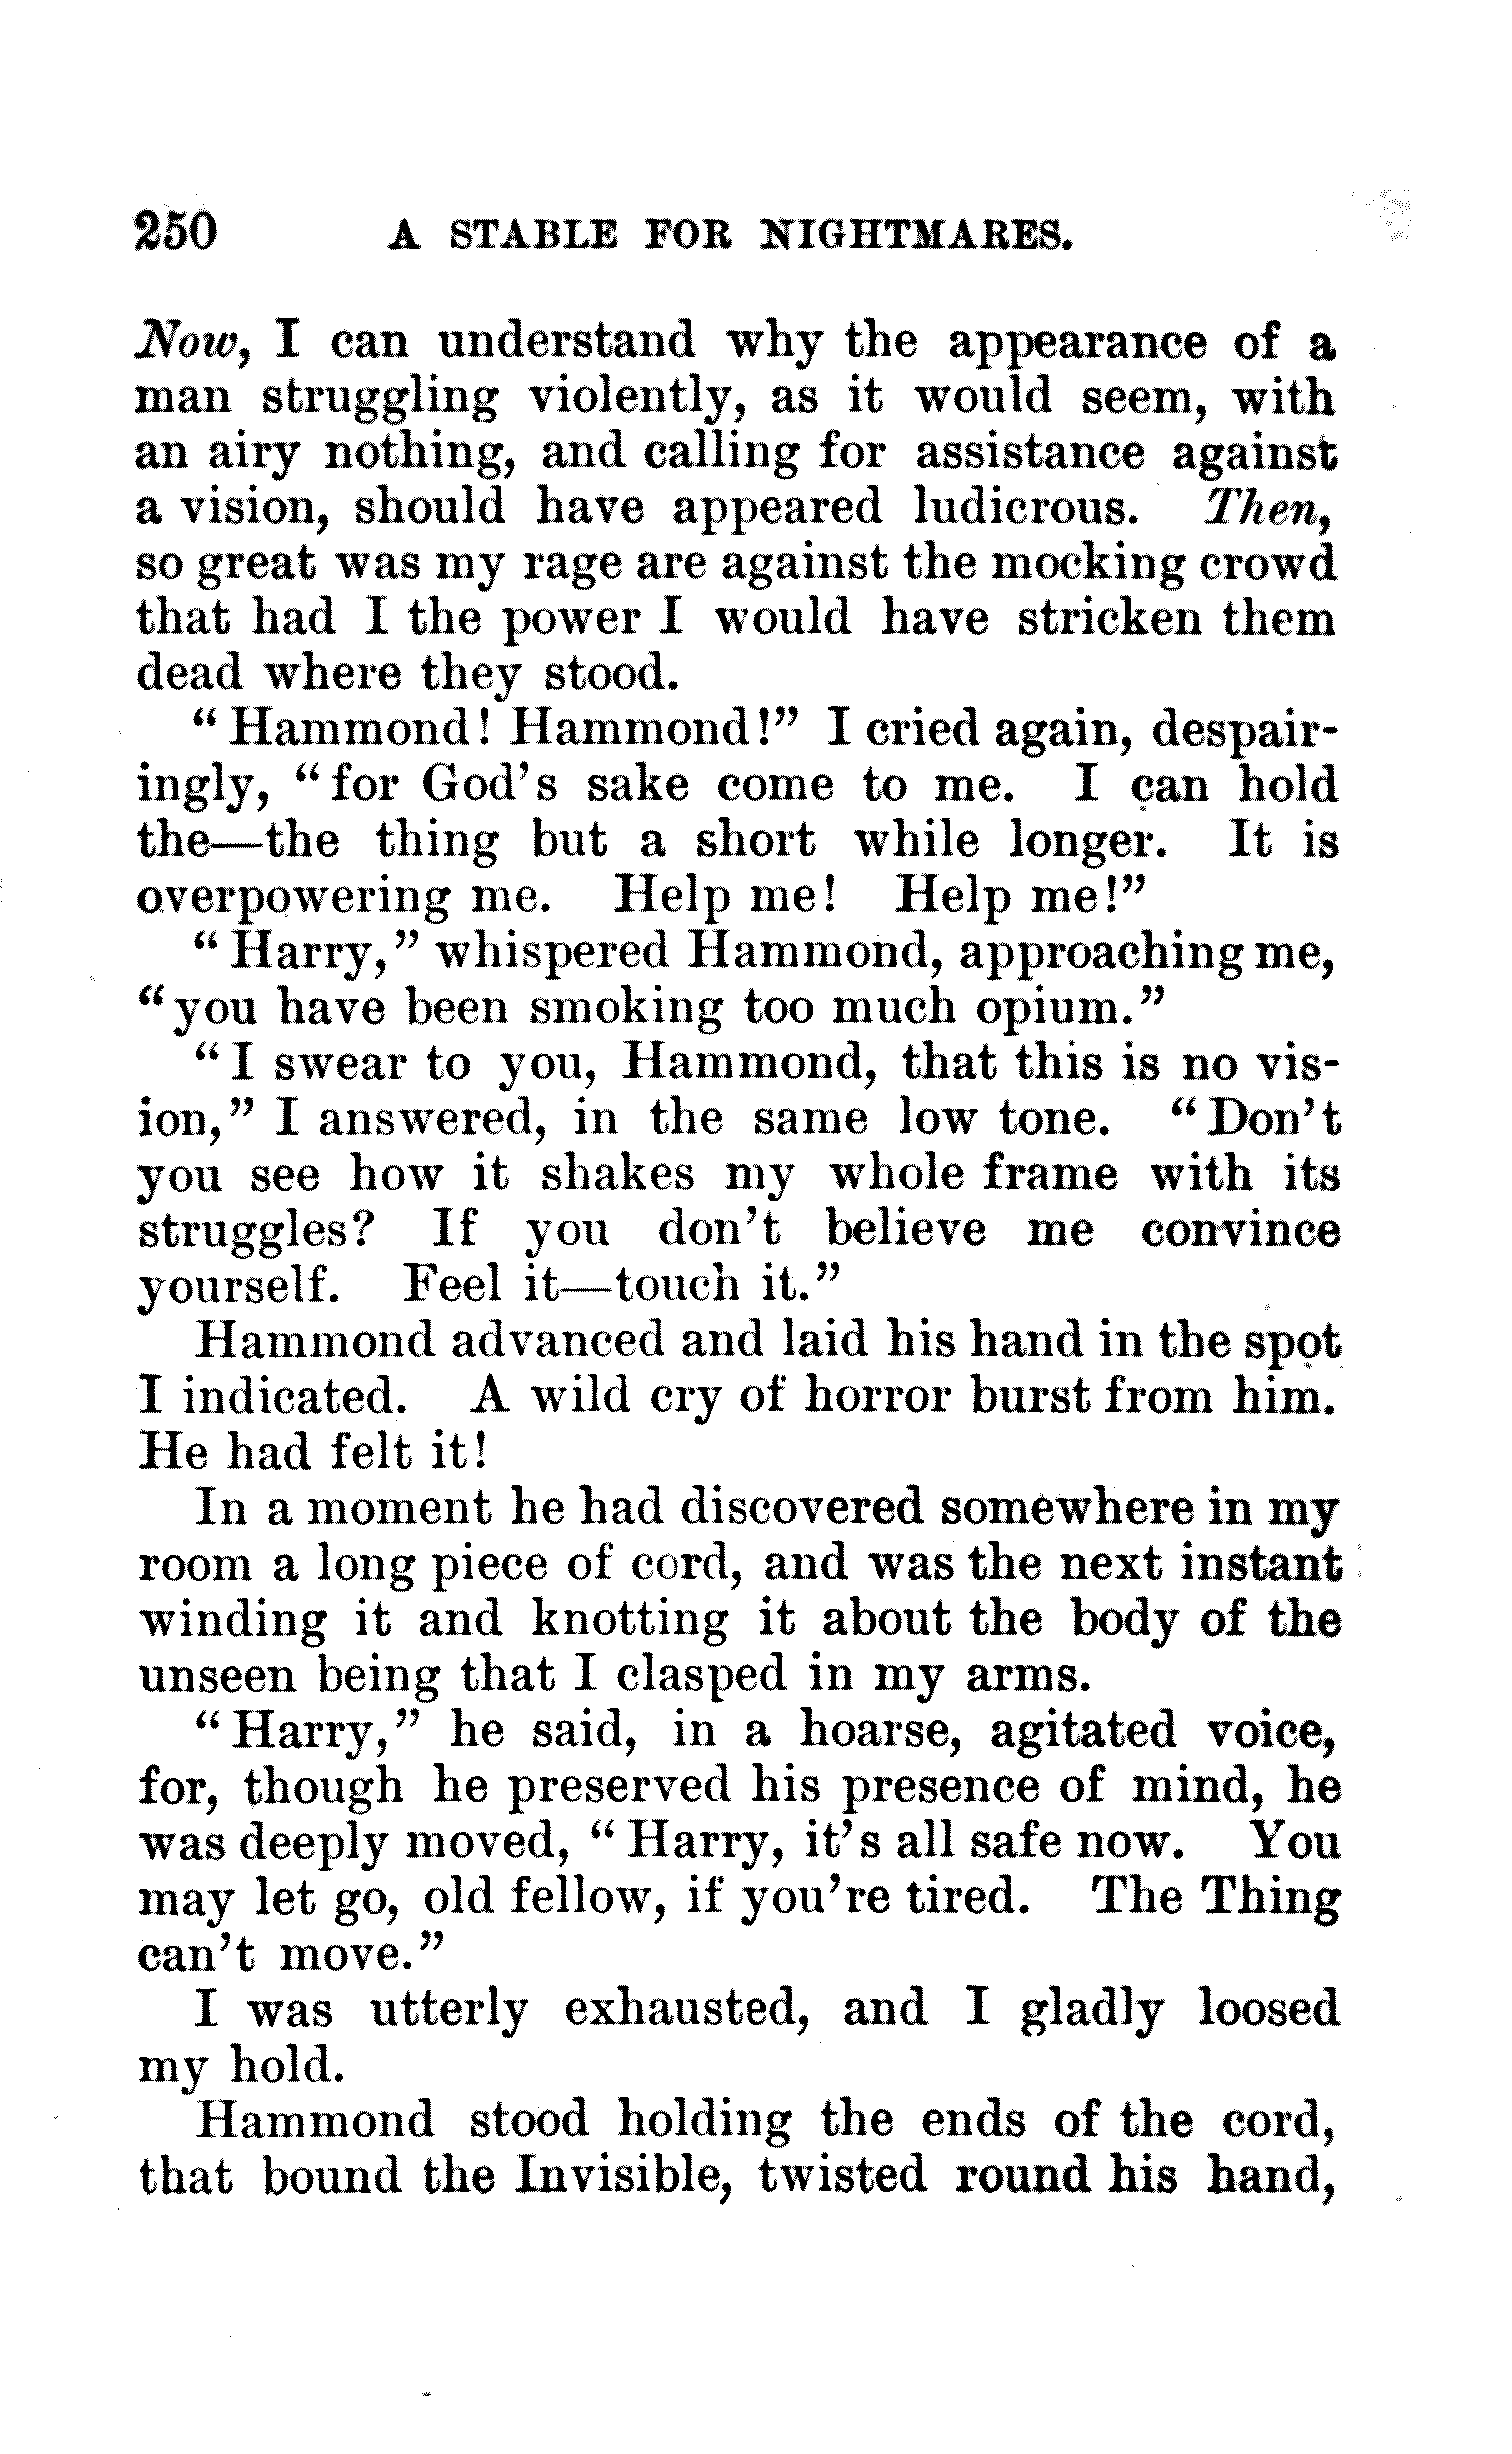 250 A STABLE FOR NIGHTMARES.
Now, I can understand why the appearance of a
man struggling violently, as it would seem, with
an airy nothing, and calling for assistance against
a vision, should have appeared ludicrous. Then,
so great was my rage are against the mocking crowd
that had I the power I would have stricken them
dead where they stood.
"Hammond! Hammond!" I cried again, despair-
ingly, "for God's sake come to me. I can hold
the—the thing but a short while longer. It is
overpowering me. Help me! Help me!"
"Harry," whispered Hammond, approaching me,
"you have been smoking too much opium."
"I swear to you, Hammond, that this is no vis-
ion," I answered, in the same low tone. "Don't
you see how it shakes my whole frame with its
struggles? If you don't believe me convince
yourself. Feel it—touch it."
Hammond advanced and laid his hand in the spot
I indicated. A wild cry of horror burst from him.
He had felt it!
In a moment he had discovered somewhere in my
room a long piece of cord, and was the next instant
winding it and knotting it about the body of the
unseen being that I clasped in my arms.
"Harry," he said, in a hoarse, agitated voice,
for, though he preserved his presence of mind, he
was deeply moved, "Harry, it's all safe now. You
may let go, old fellow, if you're tired. The Thing
can't move."
I was utterly exhausted, and I gladly loosed
my hold.
Hammond stood holding the ends of the cord,
that bound the Invisible, twisted round his hand,